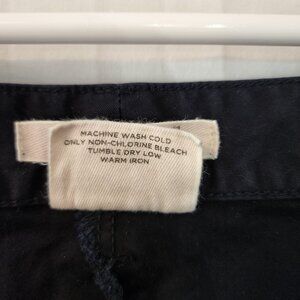 MACHINE WASH COLD
ONLY NON-CHLORINE BLEACH
TUMBLE DRY LOW
WARM IRON